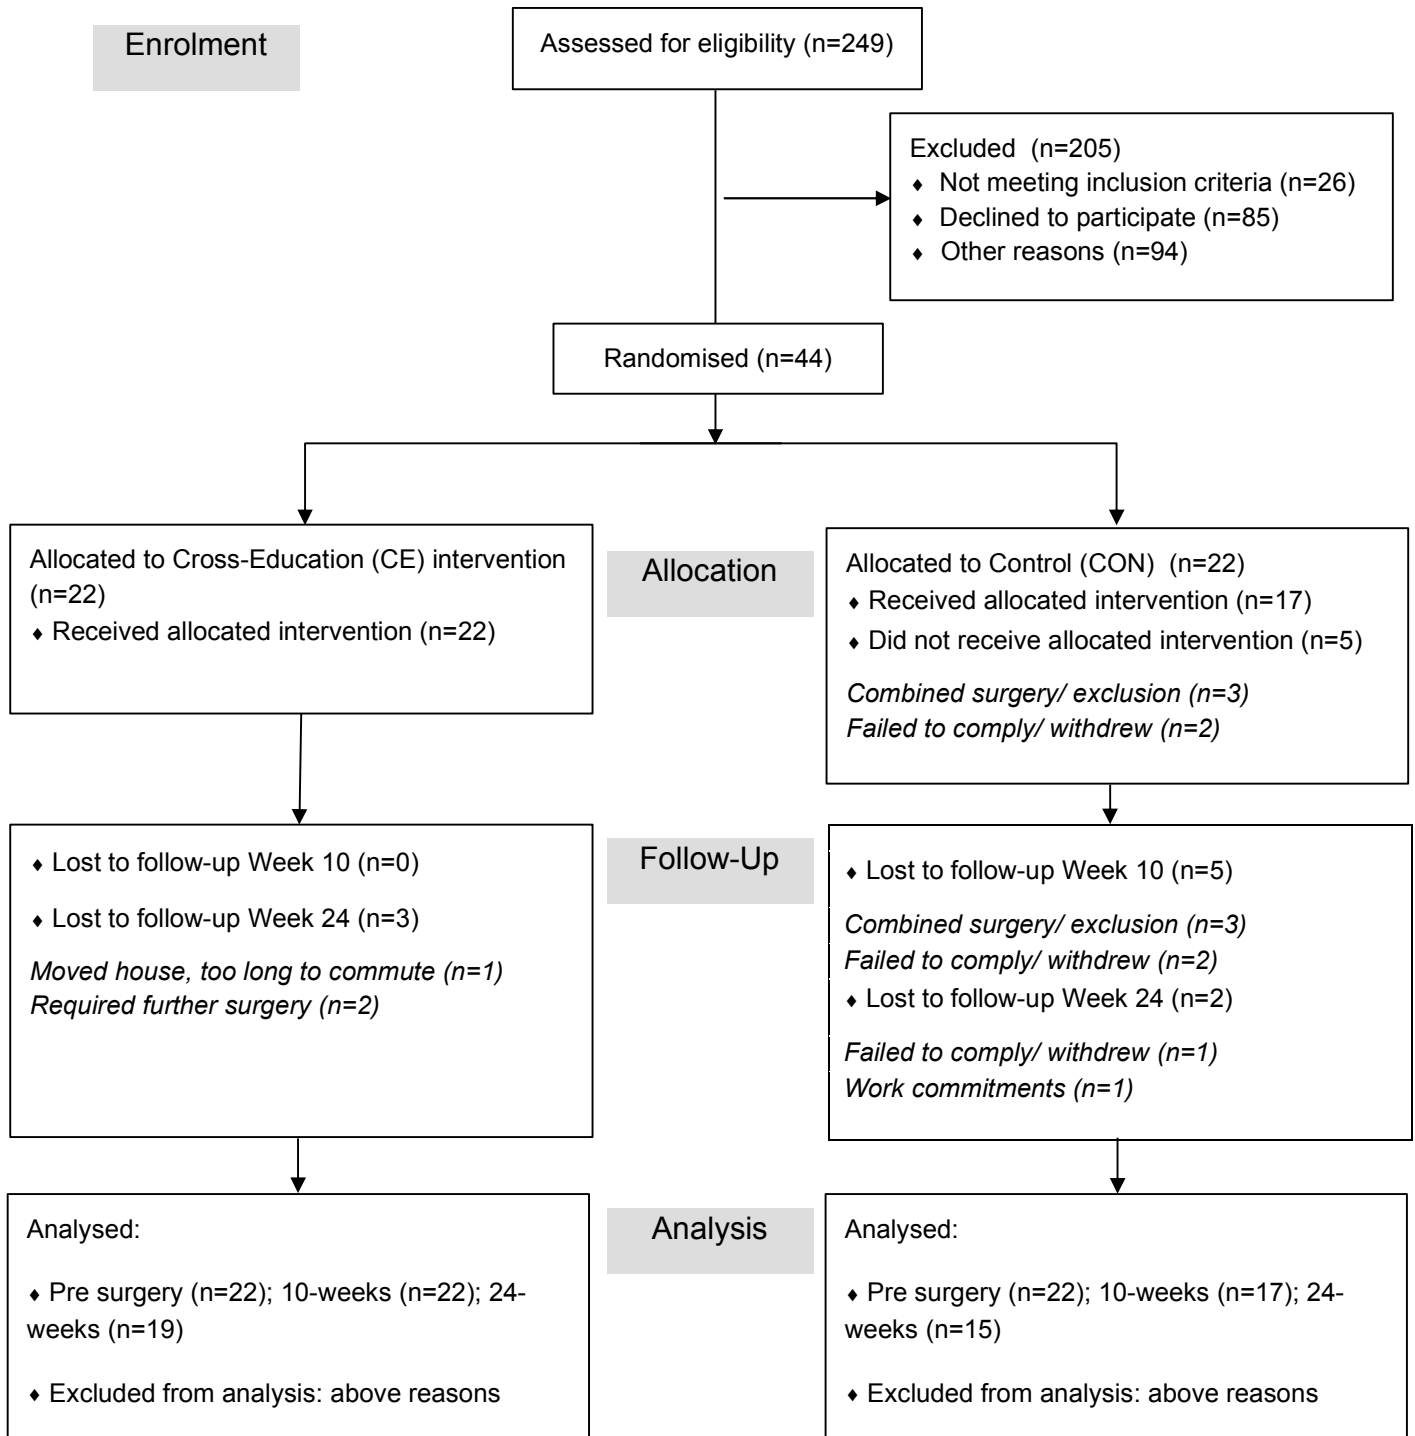 Enrolment
Assessed for eligibility (n=249)
Excluded  (n=205)
♦ Not meeting inclusion criteria (n=26)
♦ Declined to participate (n=85)
♦ Other reasons (n=94)
Randomised (n=44)
Allocated to Cross-Education (CE) intervention
(n=22)
♦ Received allocated intervention (n=22)
Allocation
Allocated to Control (CON)  (n=22)
♦ Received allocated intervention (n=17)
♦ Did not receive allocated intervention (n=5)
Combined surgery/ exclusion (n=3)
Failed to comply/ withdrew (n=2)
♦ Lost to follow-up Week 10 (n=0)
♦ Lost to follow-up Week 24 (n=3)
Moved house, too long to commute (n=1)
Required further surgery (n=2)
Follow-Up
♦ Lost to follow-up Week 10 (n=5)
Combined surgery/ exclusion (n=3)
Failed to comply/ withdrew (n=2)
♦ Lost to follow-up Week 24 (n=2)
Failed to comply/ withdrew (n=1)
Work commitments (n=1)
Analysed:
♦ Pre surgery (n=22); 10-weeks (n=22); 24-
weeks (n=19)
♦ Excluded from analysis: above reasons
Analysis
Analysed:
♦ Pre surgery (n=22); 10-weeks (n=17); 24-
weeks (n=15)
♦ Excluded from analysis: above reasons